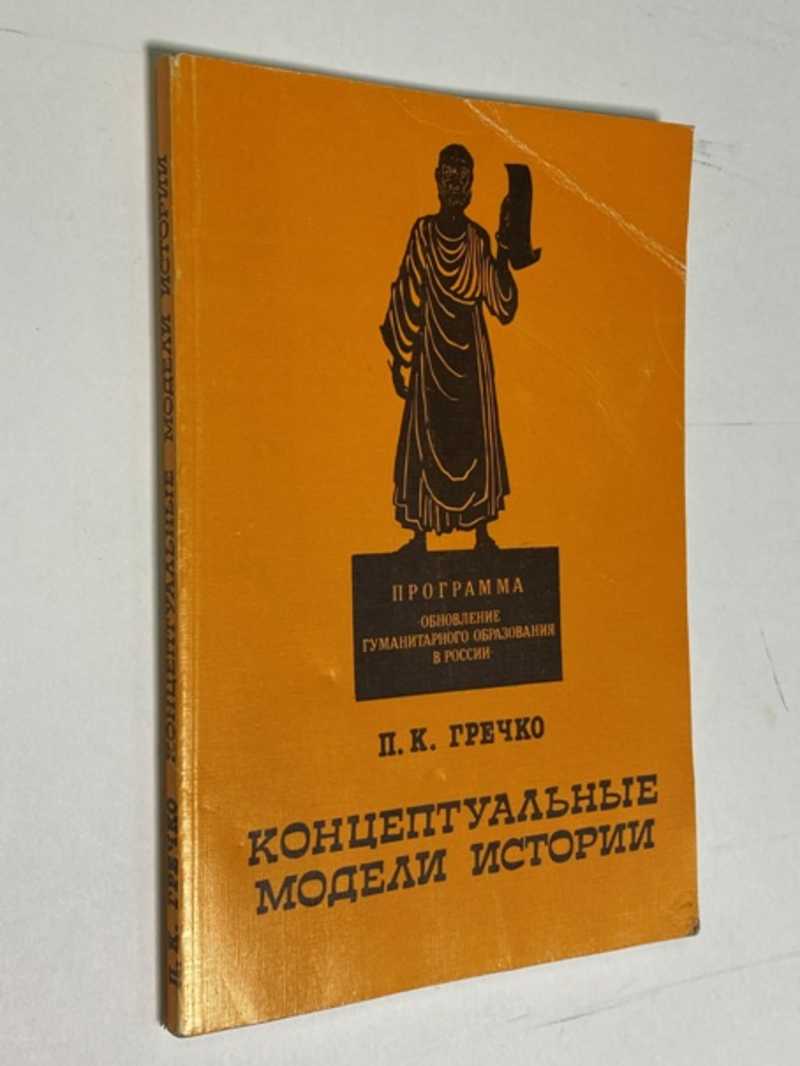 П. К. ГРЕЧКО КОНЦЕПТУАЛЬНЫЕ МОДЕЛИ ИСТОРИИ
ПРОГРАММА
·ОБНОВЛЕНИЕ
ГУМАНИТАРНОГО ОБРАЗОВАНИЯ
В РОССИИ·
П. К. ГРЕЧКО
КОНЦЕПТУАЛЬНЫЕ
МОДЕЛИ ИСТОРИИ